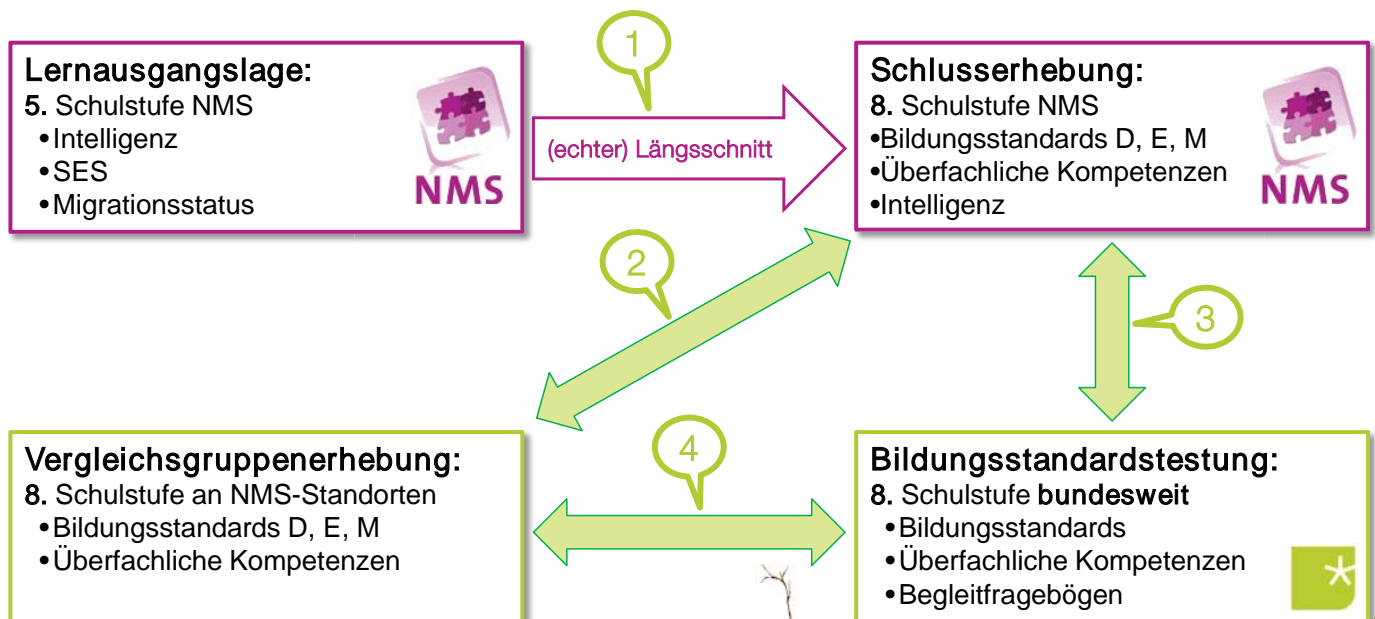 1
Lernausgangslage:
5. Schulstufe NMS
•Intelligenz
•SES
•Migrationsstatus
NMS
(echter) Längsschnitt
Schlusserhebung:
8. Schulstufe NMS
•Bildungsstandards D, E, M
•Überfachliche Kompetenzen
•Intelligenz
NMS
2
3
Vergleichsgruppenerhebung:
8. Schulstufe an NMS-Standorten
•Bildungsstandards D, E, M
•Überfachliche Kompetenzen
4
Bildungsstandardstestung:
8. Schulstufe bundesweit
•Bildungsstandards
•Überfachliche Kompetenzen
•Begleitfragebögen